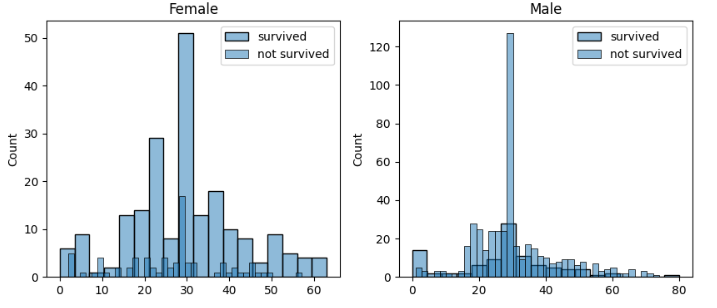 Female
survived
not survived
Count
50
40
30
20
10
0
0 10 20 30 40 50 60
Male
survived
not survived
Count
120
100
80
60
40
20
0
0 20 40 60 80